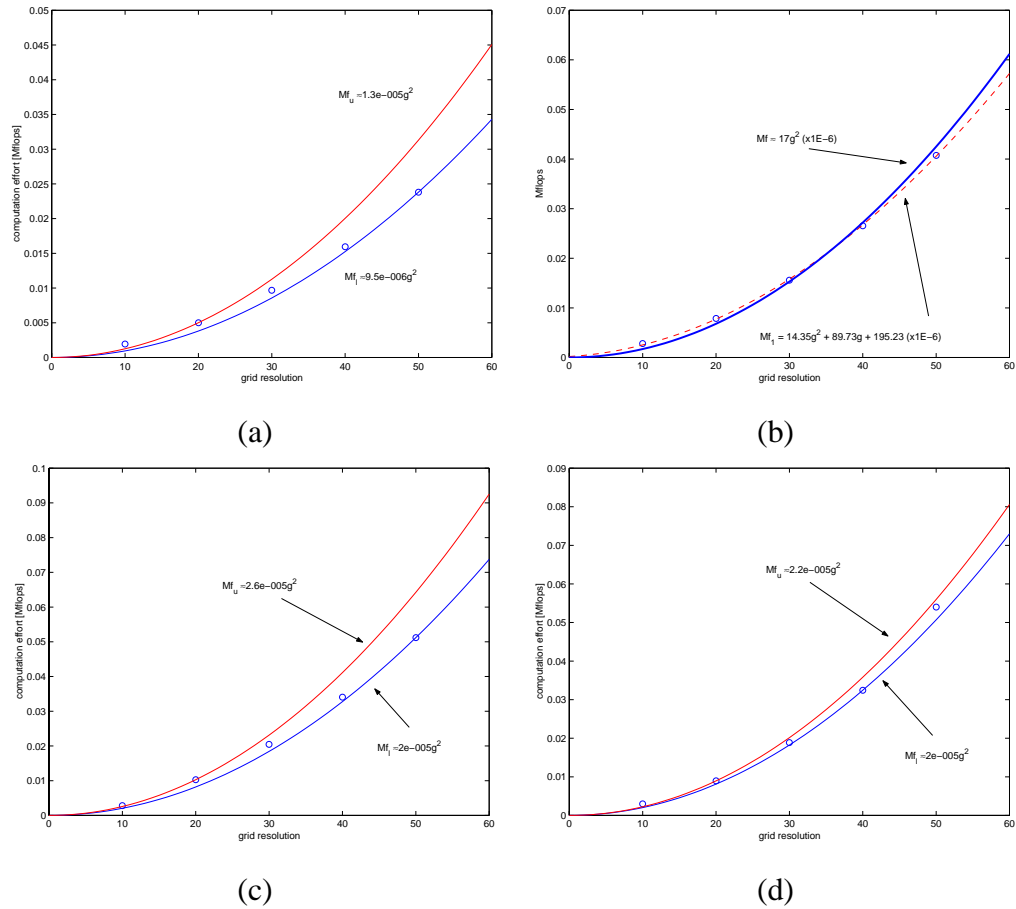 0.05
0.045
0.04
0.035
0.03
0.025
0.02
0.015
0.01
0.005
0
computation effort [Mflops]
Mf_u ≈1.3e−005g^2
Mf_l ≈9.5e−006g^2
0 10 20 30 40 50 60
grid resolution
(a)
0.07
0.06
0.05
0.04
0.03
0.02
0.01
0
Mflops
Mf ≈ 17g^2 (x1E−6)
Mf_1 = 14.35g^2 + 89.73g + 195.23 (x1E−6)
0 10 20 30 40 50 60
grid resolution
(b)
0.1
0.09
0.08
0.07
0.06
0.05
0.04
0.03
0.02
0.01
0
computation effort [Mflops]
Mf_u ≈2.6e−005g^2
Mf_l ≈2e−005g^2
0 10 20 30 40 50 60
grid resolution
(c)
0.09
0.08
0.07
0.06
0.05
0.04
0.03
0.02
0.01
0
computation effort [Mflops]
Mf_u ≈2.2e−005g^2
Mf_l ≈2e−005g^2
0 10 20 30 40 50 60
grid resolution
(d)